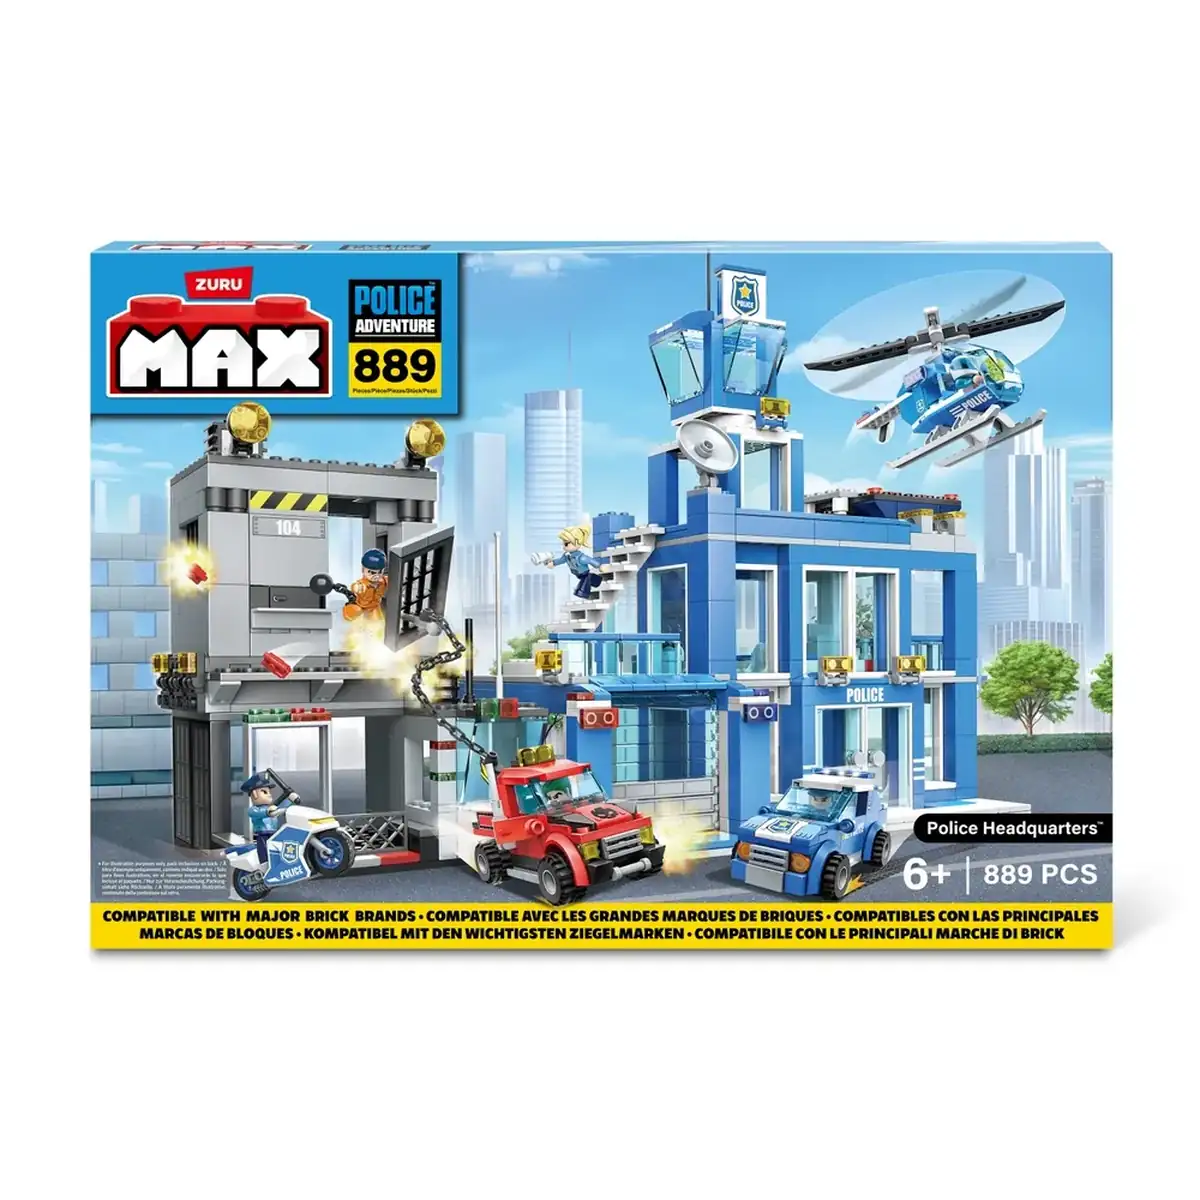 ZURU
MAX
POLICE™
ADVENTURE
889
Pieces/Pièce/Piezas/Stück/Pezzi
POLICE
104
POLICE
POLICE
POLICE
Police Headquarters™
6+ | 889 PCS
COMPATIBLE WITH MAJOR BRICK BRANDS • COMPATIBLE AVEC LES GRANDES MARQUES DE BRIQUES • COMPATIBLES CON LAS PRINCIPALES
MARCAS DE BLOQUES • KOMPATIBEL MIT DEN WICHTIGSTEN ZIEGELMARKEN • COMPATIBILE CON LE PRINCIPALI MARCHE DI BRICK